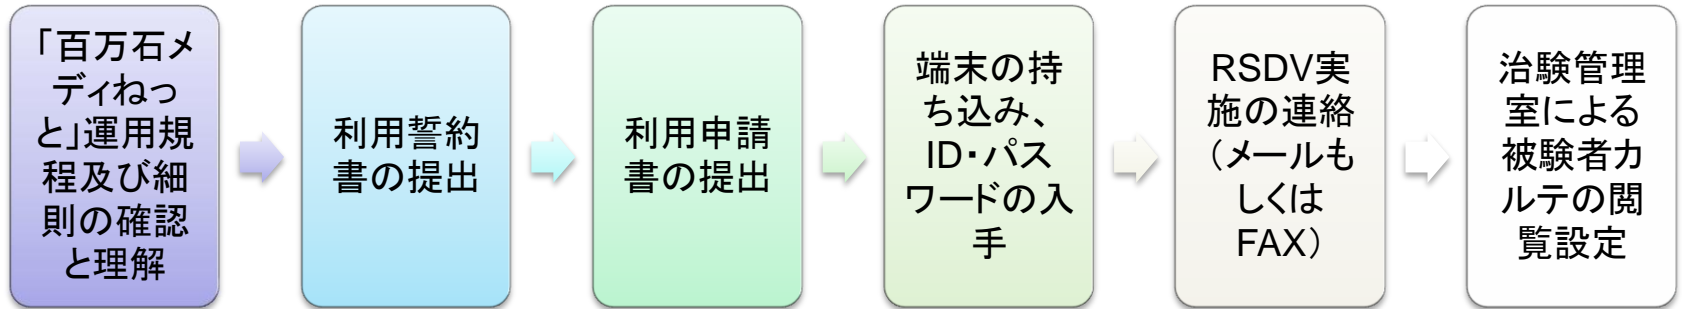 「百万石メ
ディねっ
と」運用規
程及び細
則の確認
と理解
利用誓約
書の提出
利用申請
書の提出
端末の持
ち込み、
ID・パス
ワードの入
手
RSDV実
施の連絡
（メールも
しくは
FAX）
治験管理
室による
被験者カ
ルテの閲
覧設定